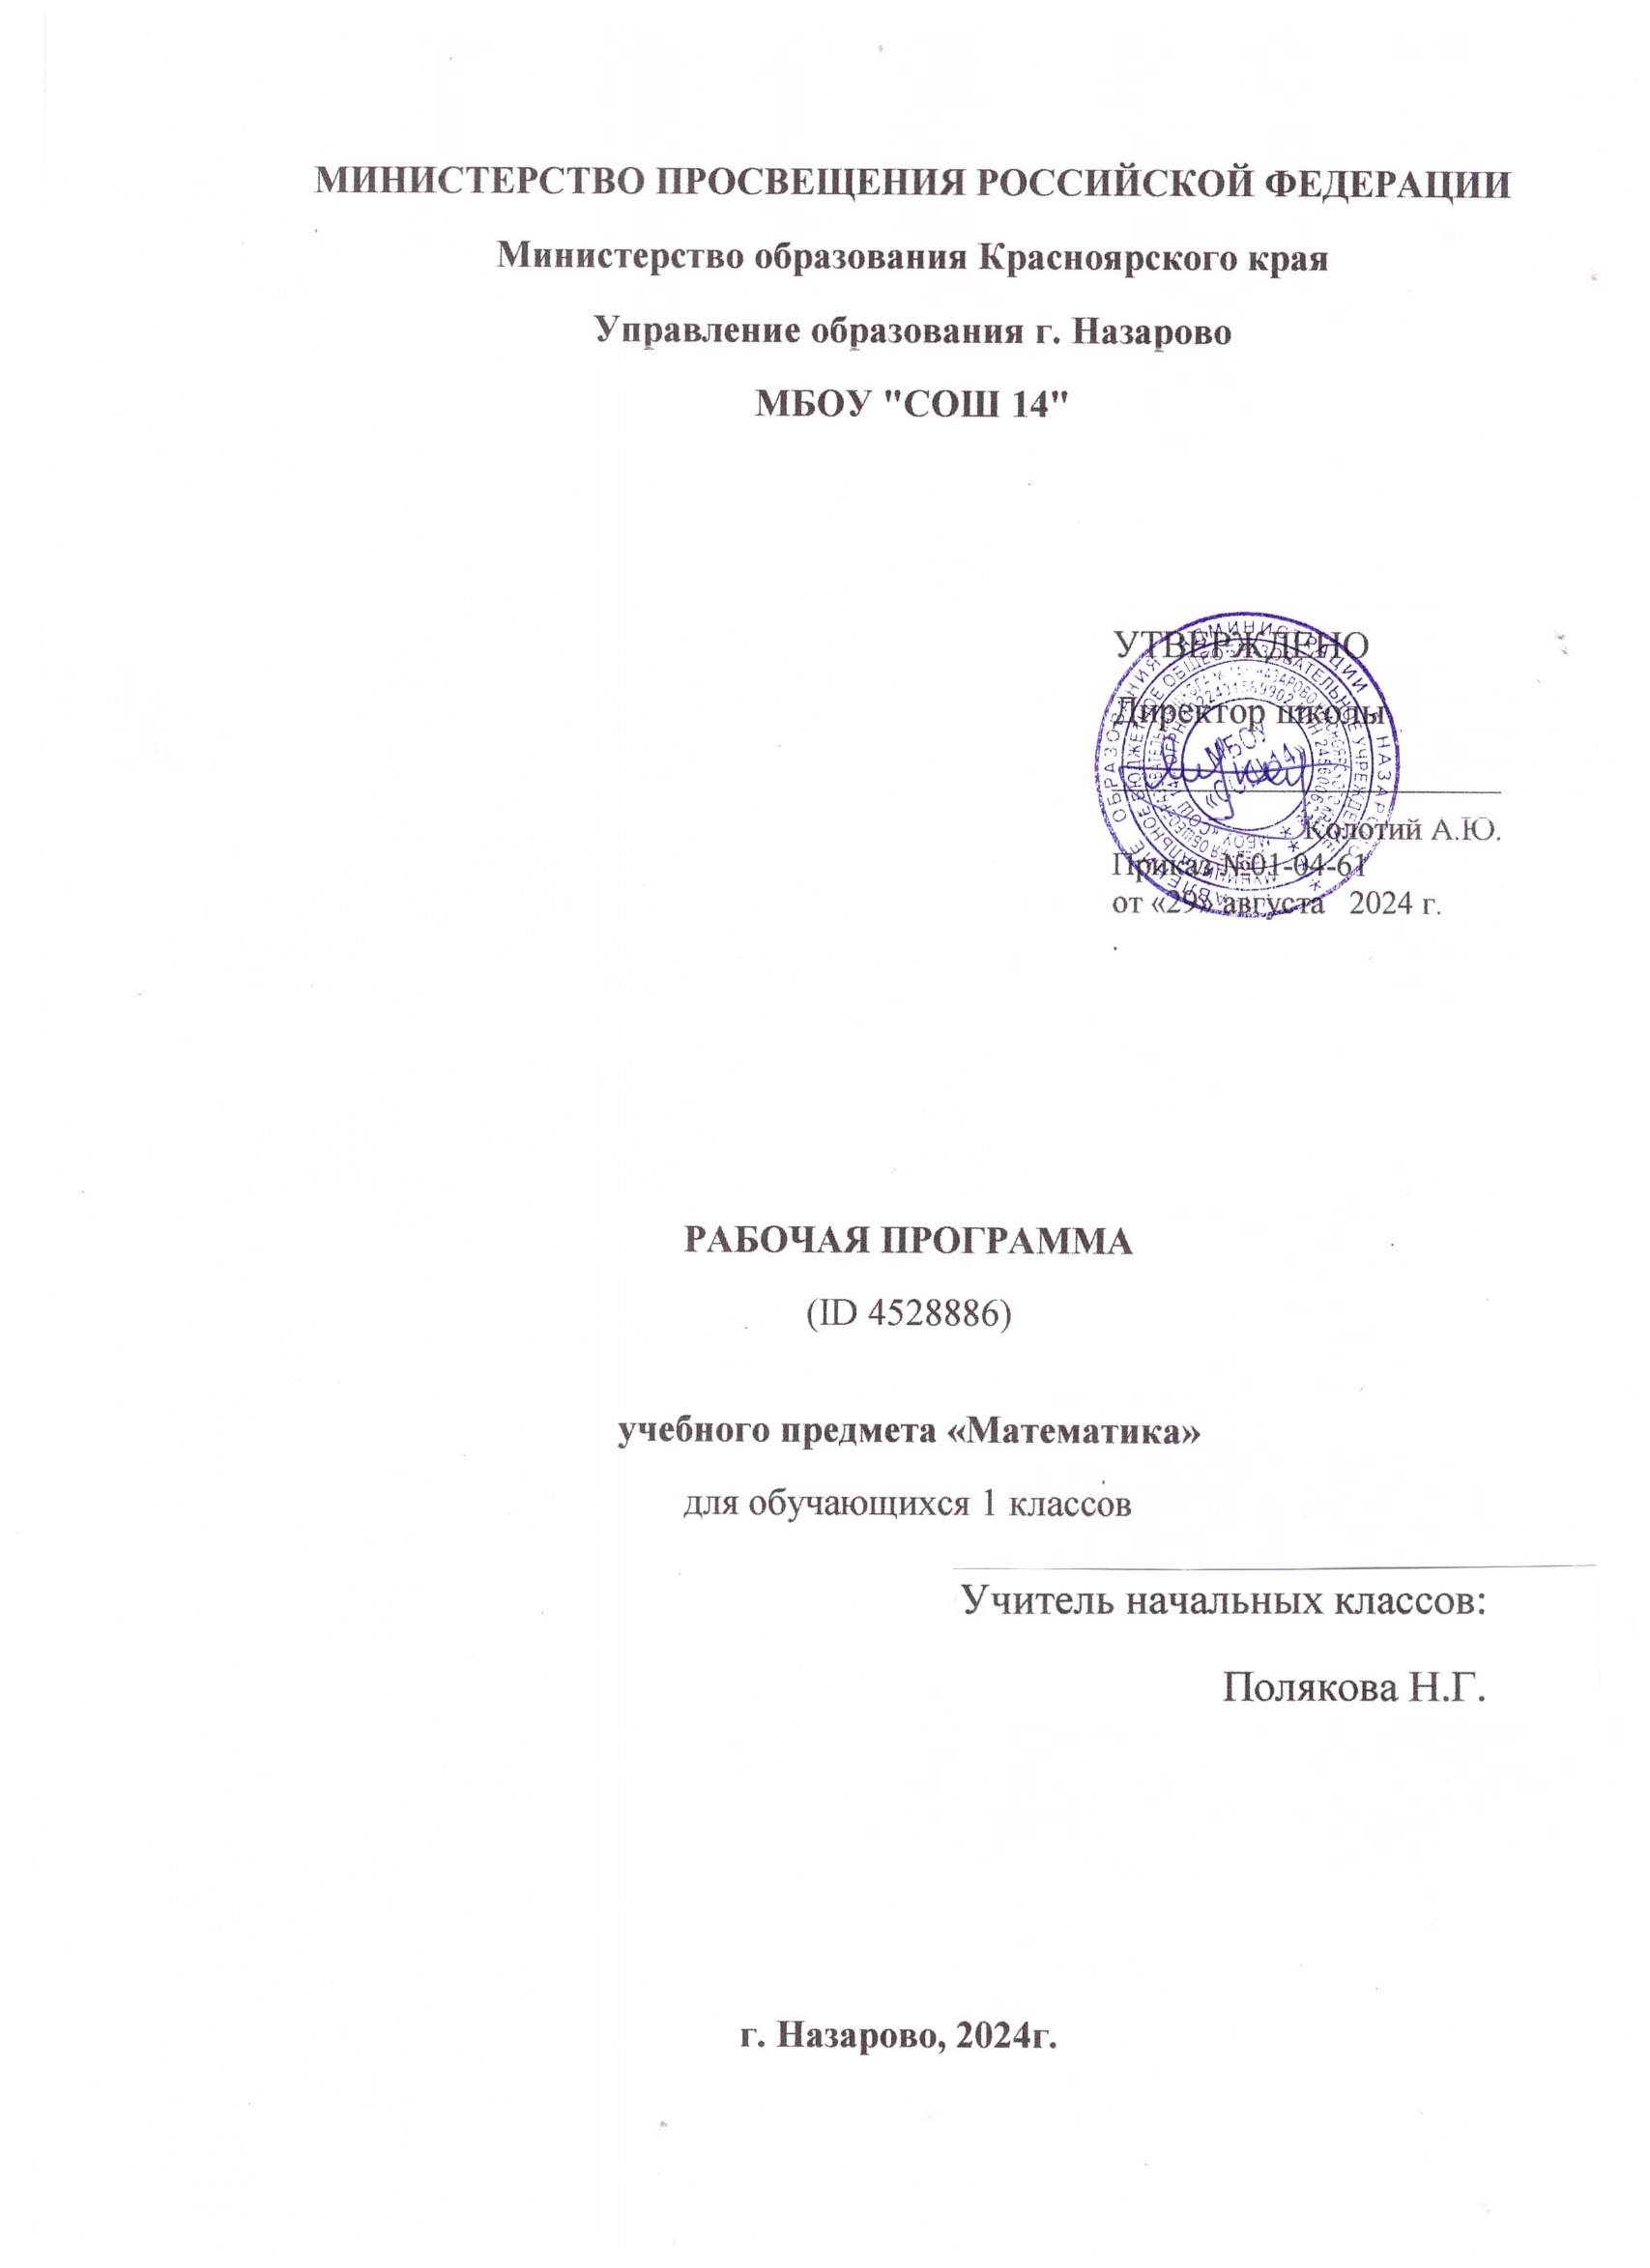 МИНИСТЕРСТВО ПРОСВЕЩЕНИЯ РОССИЙСКОЙ ФЕДЕРАЦИИ
Министерство образования Красноярского края
Управление образования г. Назарово
МБОУ "СОШ 14"
УТВЕРЖДЕНО
Директор школы
Колотий А.Ю.
Приказ №01-04-61
от «29» августа 2024 г.
РАБОЧАЯ ПРОГРАММА
(ID 4528886)
учебного предмета «Математика»
для обучающихся 1 классов
Учитель начальных классов:
Полякова Н.Г.
г. Назарово, 2024г.